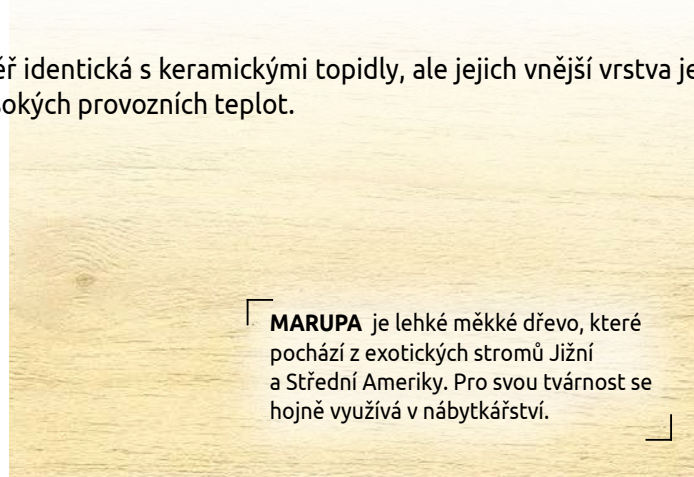 identická s keramickými topidly, ale jejich vnější vrstva je
provozních teplot.
MARUPA je lehké měkké dřevo, které
pochází z exotických stromů Jižní
a Střední Ameriky. Pro svou tvárnost se
hojně využívá v nábytkářství.